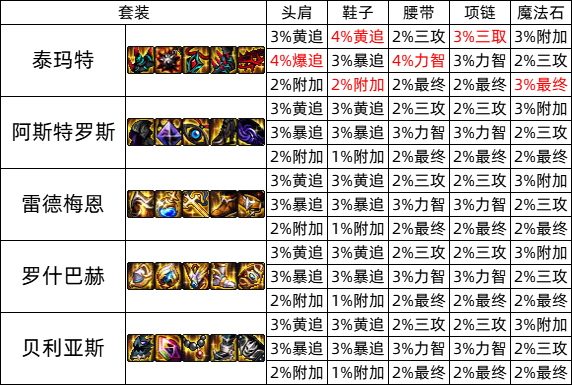 套装 头肩 鞋子 腰带 项链 魔法石
3%黄追 4%黄追 2%三攻 3%三取 3%附加
泰玛特 4%爆追 3%暴追 4%力智 3%力智 2%三攻
2%附加 2%附加 2%最终 2%最终 3%最终
3%黄追 3%黄追 2%三攻 2%三攻 3%附加
阿斯特罗斯 3%暴追 3%暴追 3%力智 3%力智 2%三攻
2%附加 1%附加 2%最终 2%最终 2%最终
3%黄追 3%黄追 2%三攻 2%三攻 3%附加
雷德梅恩 3%暴追 3%暴追 3%力智 3%力智 2%三攻
2%附加 1%附加 2%最终 2%最终 2%最终
3%黄追 3%黄追 2%三攻 2%三攻 3%附加
罗什巴赫 3%暴追 3%暴追 3%力智 3%力智 2%三攻
2%附加 1%附加 2%最终 2%最终 2%最终
3%黄追 3%黄追 2%三攻 2%三攻 3%附加
贝利亚斯 3%暴追 3%暴追 3%力智 3%力智 2%三攻
2%附加 1%附加 2%最终 2%最终 2%最终